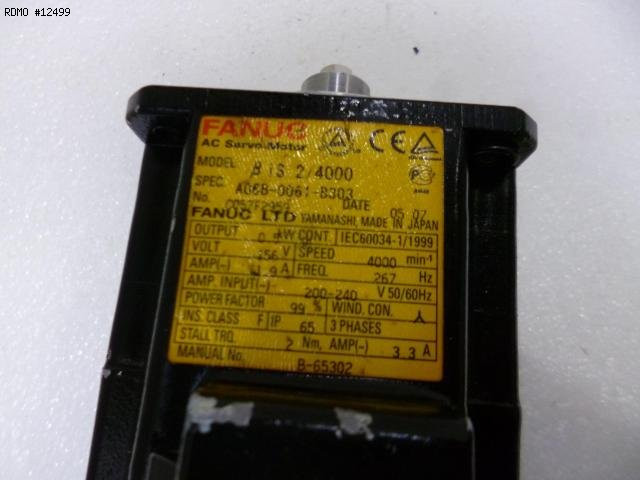 RDMO #12499
FANUC
AC Servo Motor
MODEL B iS 2/4000
SPEC. A06B-0061-B303
No. DATE 05.07
FANUC LTD YAMANASHI, MADE IN JAPAN
OUTPUT kW CONT. IEC60034-1/1999
VOLT. 156 V SPEED 4000 min-1
AMP(~) A FREQ. 267 Hz
AMP. INPUT(~) 200-240 V 50/60Hz
POWER FACTOR 99 % WIND. CON.
INS. CLASS F IP 65 3 PHASES
STALL TRQ. 2 Nm, AMP(~) 3.3 A
MANUAL No. B-65302